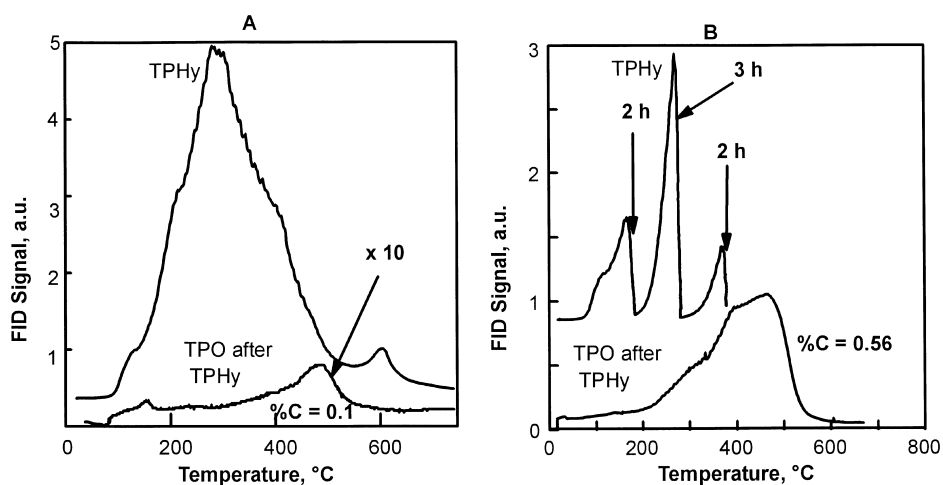 A
5
4
3
2
1
FID Signal, a.u.
TPHy
x 10
TPO after
TPHy
%C = 0.1
0
200
400
600
Temperature, °C
B
3
2
1
0
FID Signal, a.u.
TPHy
2 h
3 h
2 h
TPO after
TPHy
%C = 0.56
0
200
400
600
800
Temperature, °C